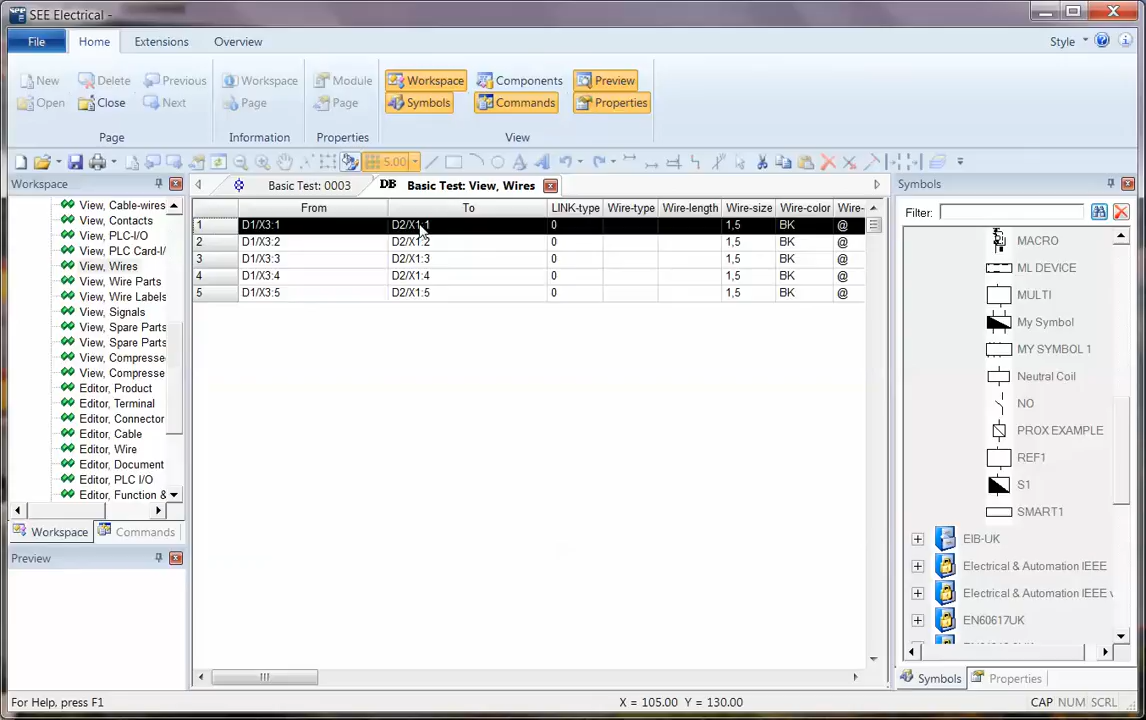 SEE Electrical -
File Home Extensions Overview Style
New Delete Previous Workspace Module Workspace Components Preview
Open Close Next Page Page Symbols Commands Properties
Page Information Properties View
5.00
Workspace Basic Test: 0003 DB Basic Test: View, Wires Symbols
View, Cable-wires
View, Contacts
View, PLC-I/O
View, PLC Card-I/
View, Wires
View, Wire Parts
View, Wire Labels
View, Signals
View, Spare Parts
View, Spare Parts
View, Compresse
View, Compresse
Editor, Product
Editor, Terminal
Editor, Connector
Editor, Cable
Editor, Wire
Editor, Document
Editor, PLC I/O
Editor, Function &
Workspace Commands
Preview
From To LINK-type Wire-type Wire-length Wire-size Wire-color Wire-
1 D1/X3:1 D2/X1:1 0 1,5 BK @
2 D1/X3:2 D2/X1:2 0 1,5 BK @
3 D1/X3:3 D2/X1:3 0 1,5 BK @
4 D1/X3:4 D2/X1:4 0 1,5 BK @
5 D1/X3:5 D2/X1:5 0 1,5 BK @
Filter:
MACRO
ML DEVICE
MULTI
My Symbol
MY SYMBOL 1
Neutral Coil
NO
PROX EXAMPLE
REF1
S1
SMART1
EIB-UK
Electrical & Automation IEEE
Electrical & Automation IEEE v
EN60617UK
Symbols Properties
For Help, press F1 X = 105.00 Y = 130.00 CAP NUM SCRL